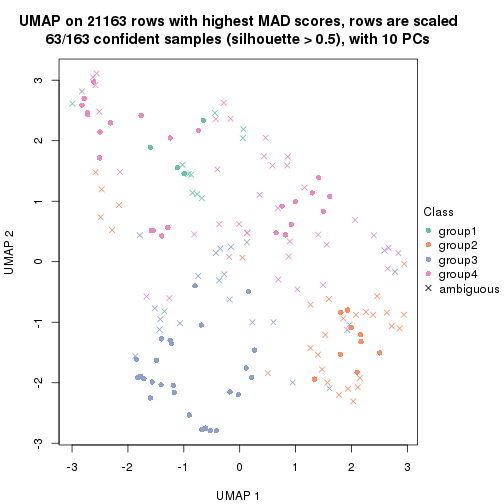 UMAP on 21163 rows with highest MAD scores, rows are scaled
63/163 confident samples (silhouette > 0.5), with 10 PCs
3
2
1
0
-1
-2
-3
UMAP 2
-3
-2
-1
0
1
2
3
UMAP 1
Class
group1
group2
group3
group4
ambiguous